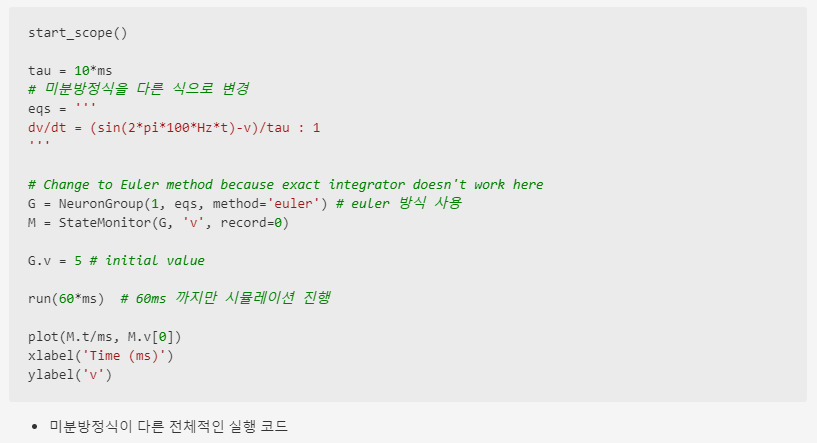 start_scope()
tau = 10*ms
# 미분방정식을 다른 식으로 변경
eqs = '''
dv/dt = (sin(2*pi*100*Hz*t)-v)/tau : 1
'''
# Change to Euler method because exact integrator doesn't work here
G = NeuronGroup(1, eqs, method='euler') # euler 방식 사용
M = StateMonitor(G, 'v', record=0)
G.v = 5 # initial value
run(60*ms)  # 60ms 까지만 시뮬레이션 진행
plot(M.t/ms, M.v[0])
xlabel('Time (ms)')
ylabel('v')
• 미분방정식이 다른 전체적인 실행 코드